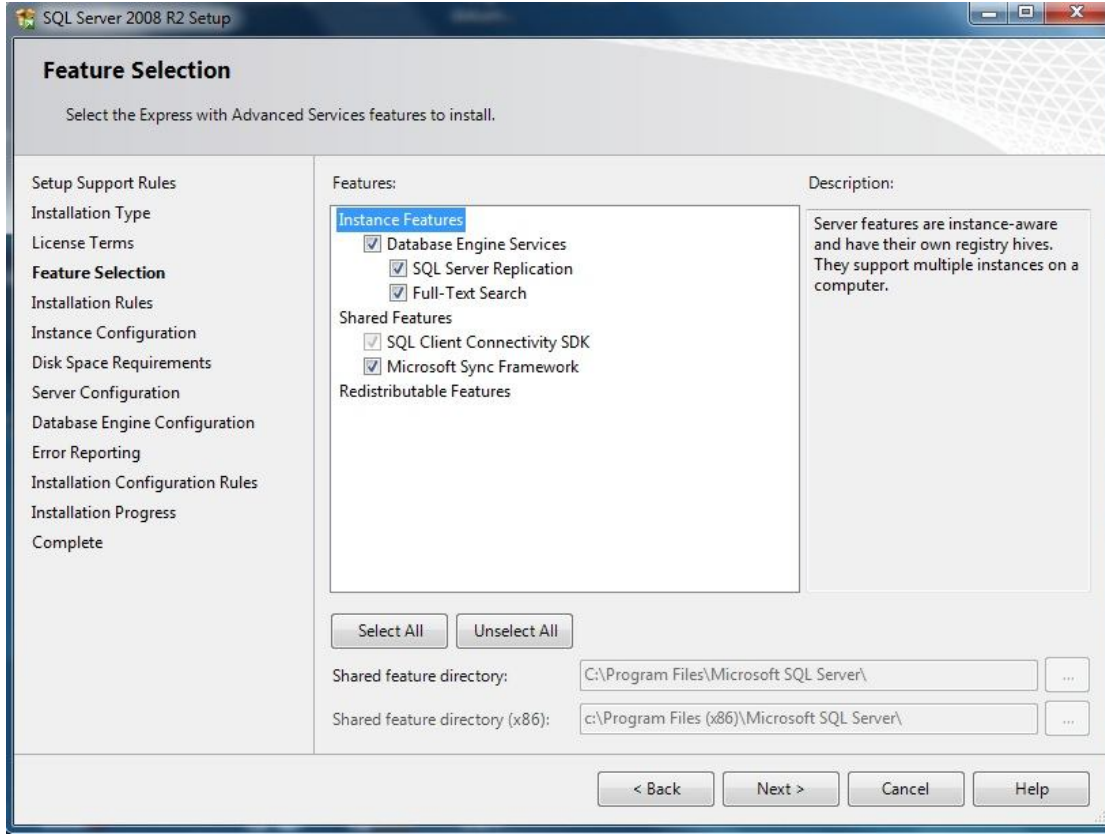 SQL Server 2008 R2 Setup
Feature Selection
Select the Express with Advanced Services features to install.
Setup Support Rules
Installation Type
License Terms
Feature Selection
Installation Rules
Instance Configuration
Disk Space Requirements
Server Configuration
Database Engine Configuration
Error Reporting
Installation Configuration Rules
Installation Progress
Complete
Features:
Instance Features
Database Engine Services
SQL Server Replication
Full-Text Search
Shared Features
SQL Client Connectivity SDK
Microsoft Sync Framework
Redistributable Features
Description:
Server features are instance-aware
and have their own registry hives.
They support multiple instances on a
computer.
Select All
Unselect All
Shared feature directory:
C:\Program Files\Microsoft SQL Server\
...
Shared feature directory (x86):
c:\Program Files (x86)\Microsoft SQL Server\
...
< Back
Next >
Cancel
Help